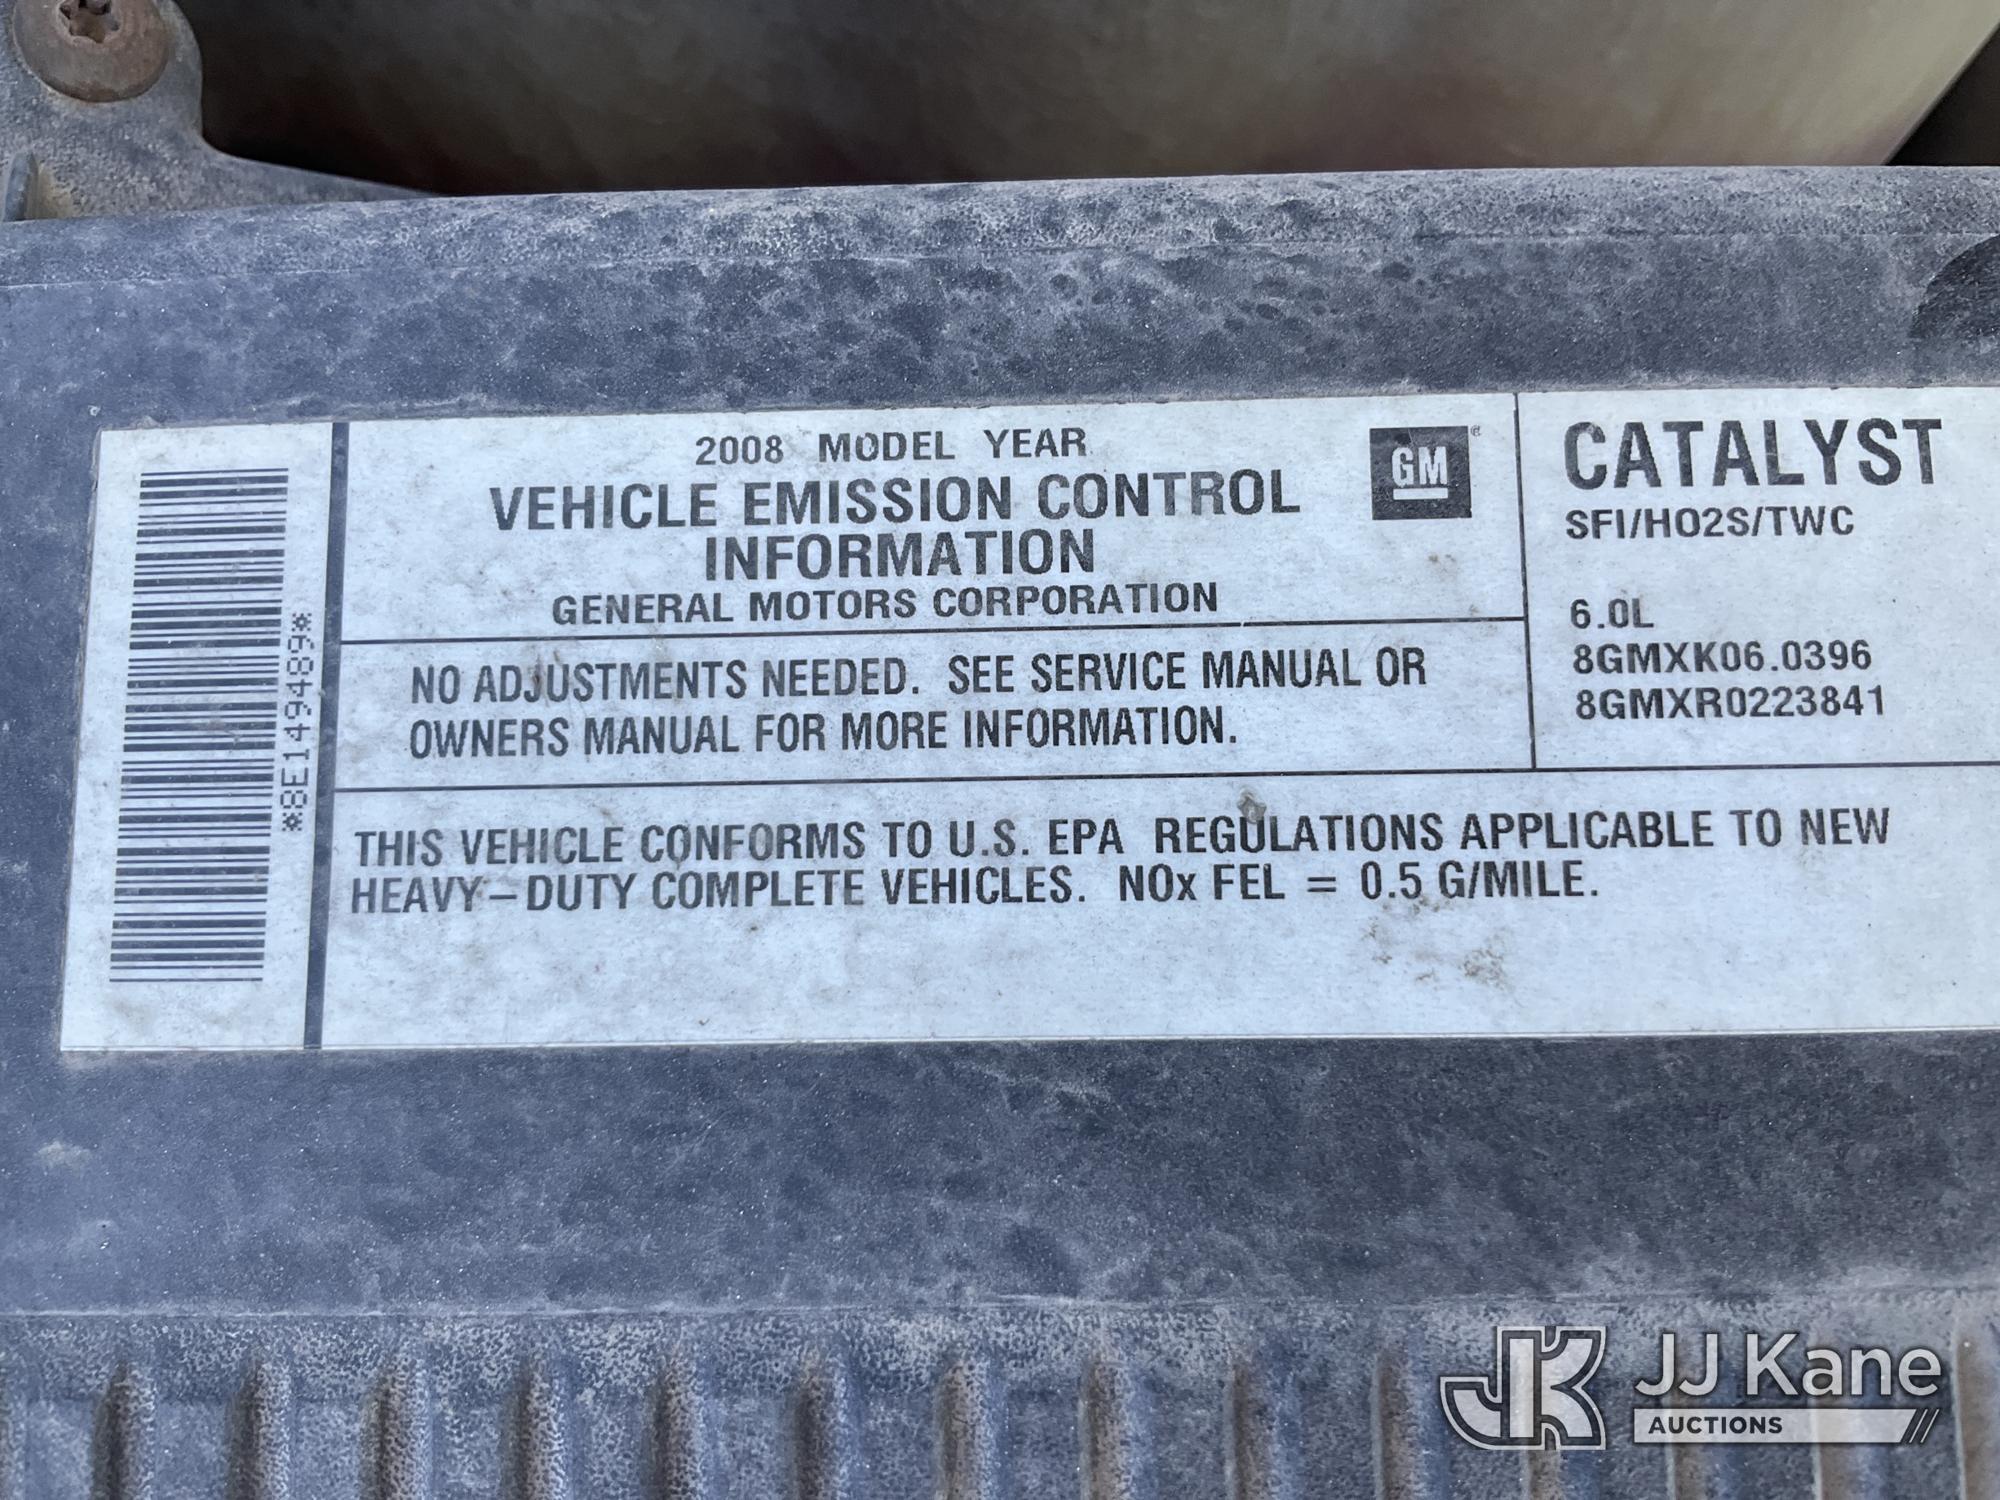 2008 MODEL YEAR
VEHICLE EMISSION CONTROL
INFORMATION
GENERAL MOTORS CORPORATION
GM
®
CATALYST
SFI/HO2S/TWC
6.0L
8GMXK06.0396
8GMXR0223841
*8E149489*
NO ADJUSTMENTS NEEDED. SEE SERVICE MANUAL OR
OWNERS MANUAL FOR MORE INFORMATION.
THIS VEHICLE CONFORMS TO U.S. EPA REGULATIONS APPLICABLE TO NEW
HEAVY-DUTY COMPLETE VEHICLES. NOx FEL = 0.5 G/MILE.
JK JJ Kane
AUCTIONS